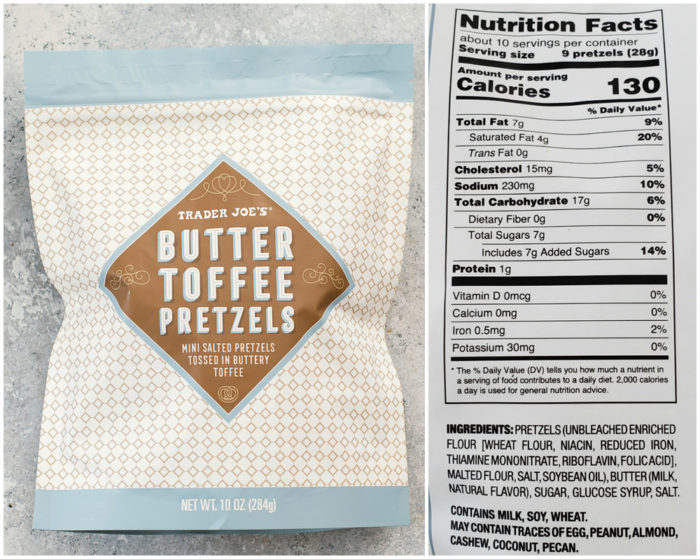 TRADER JOE'S®
BUTTER
TOFFEE
PRETZELS
MINI SALTED PRETZELS
TOSSED IN BUTTERY
TOFFEE
NET WT. 10 OZ (284g)
Nutrition Facts
about 10 servings per container
Serving size 9 pretzels (28g)
Amount per serving
Calories 130
% Daily Value*
Total Fat 7g 9%
Saturated Fat 4g 20%
Trans Fat 0g
Cholesterol 15mg 5%
Sodium 230mg 10%
Total Carbohydrate 17g 6%
Dietary Fiber 0g 0%
Total Sugars 7g
Includes 7g Added Sugars 14%
Protein 1g
Vitamin D 0mcg 0%
Calcium 0mg 0%
Iron 0.5mg 2%
Potassium 30mg 0%
* The % Daily Value (DV) tells you how much a nutrient in
a serving of food contributes to a daily diet. 2,000 calories
a day is used for general nutrition advice.
INGREDIENTS: PRETZELS (UNBLEACHED ENRICHED
FLOUR [WHEAT FLOUR, NIACIN, REDUCED IRON,
THIAMINE MONONITRATE, RIBOFLAVIN, FOLIC ACID],
MALTED FLOUR, SALT, SOYBEAN OIL), BUTTER (MILK,
NATURAL FLAVOR), SUGAR, GLUCOSE SYRUP, SALT.
CONTAINS MILK, SOY, WHEAT.
MAY CONTAIN TRACES OF EGG, PEANUT, ALMOND,
CASHEW, COCONUT, PECAN.